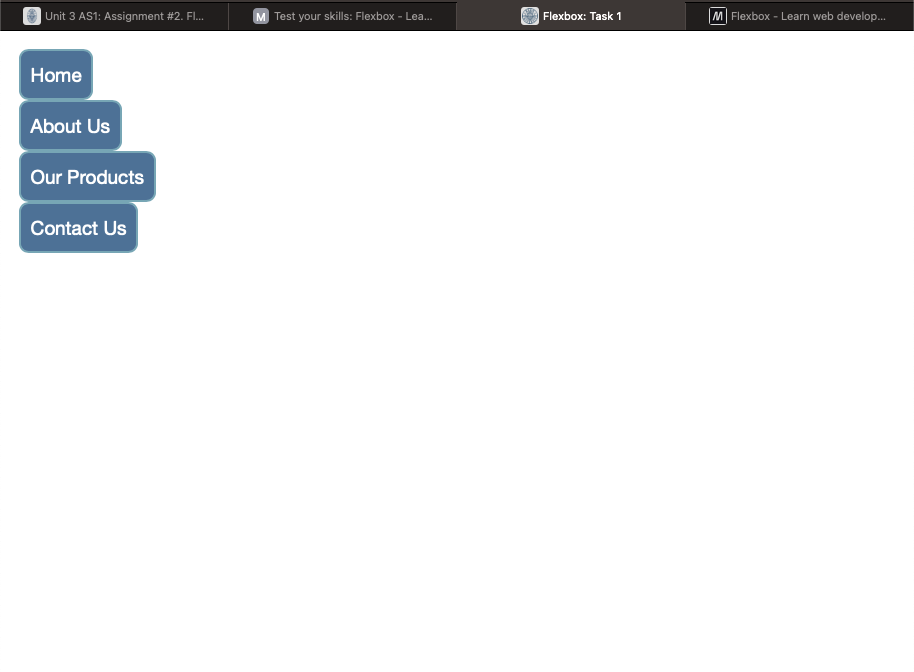 Unit 3 AS1: Assignment #2. Fl...
M Test your skills: Flexbox - Lea...
Flexbox: Task 1
M Flexbox - Learn web develop...
Home
About Us
Our Products
Contact Us